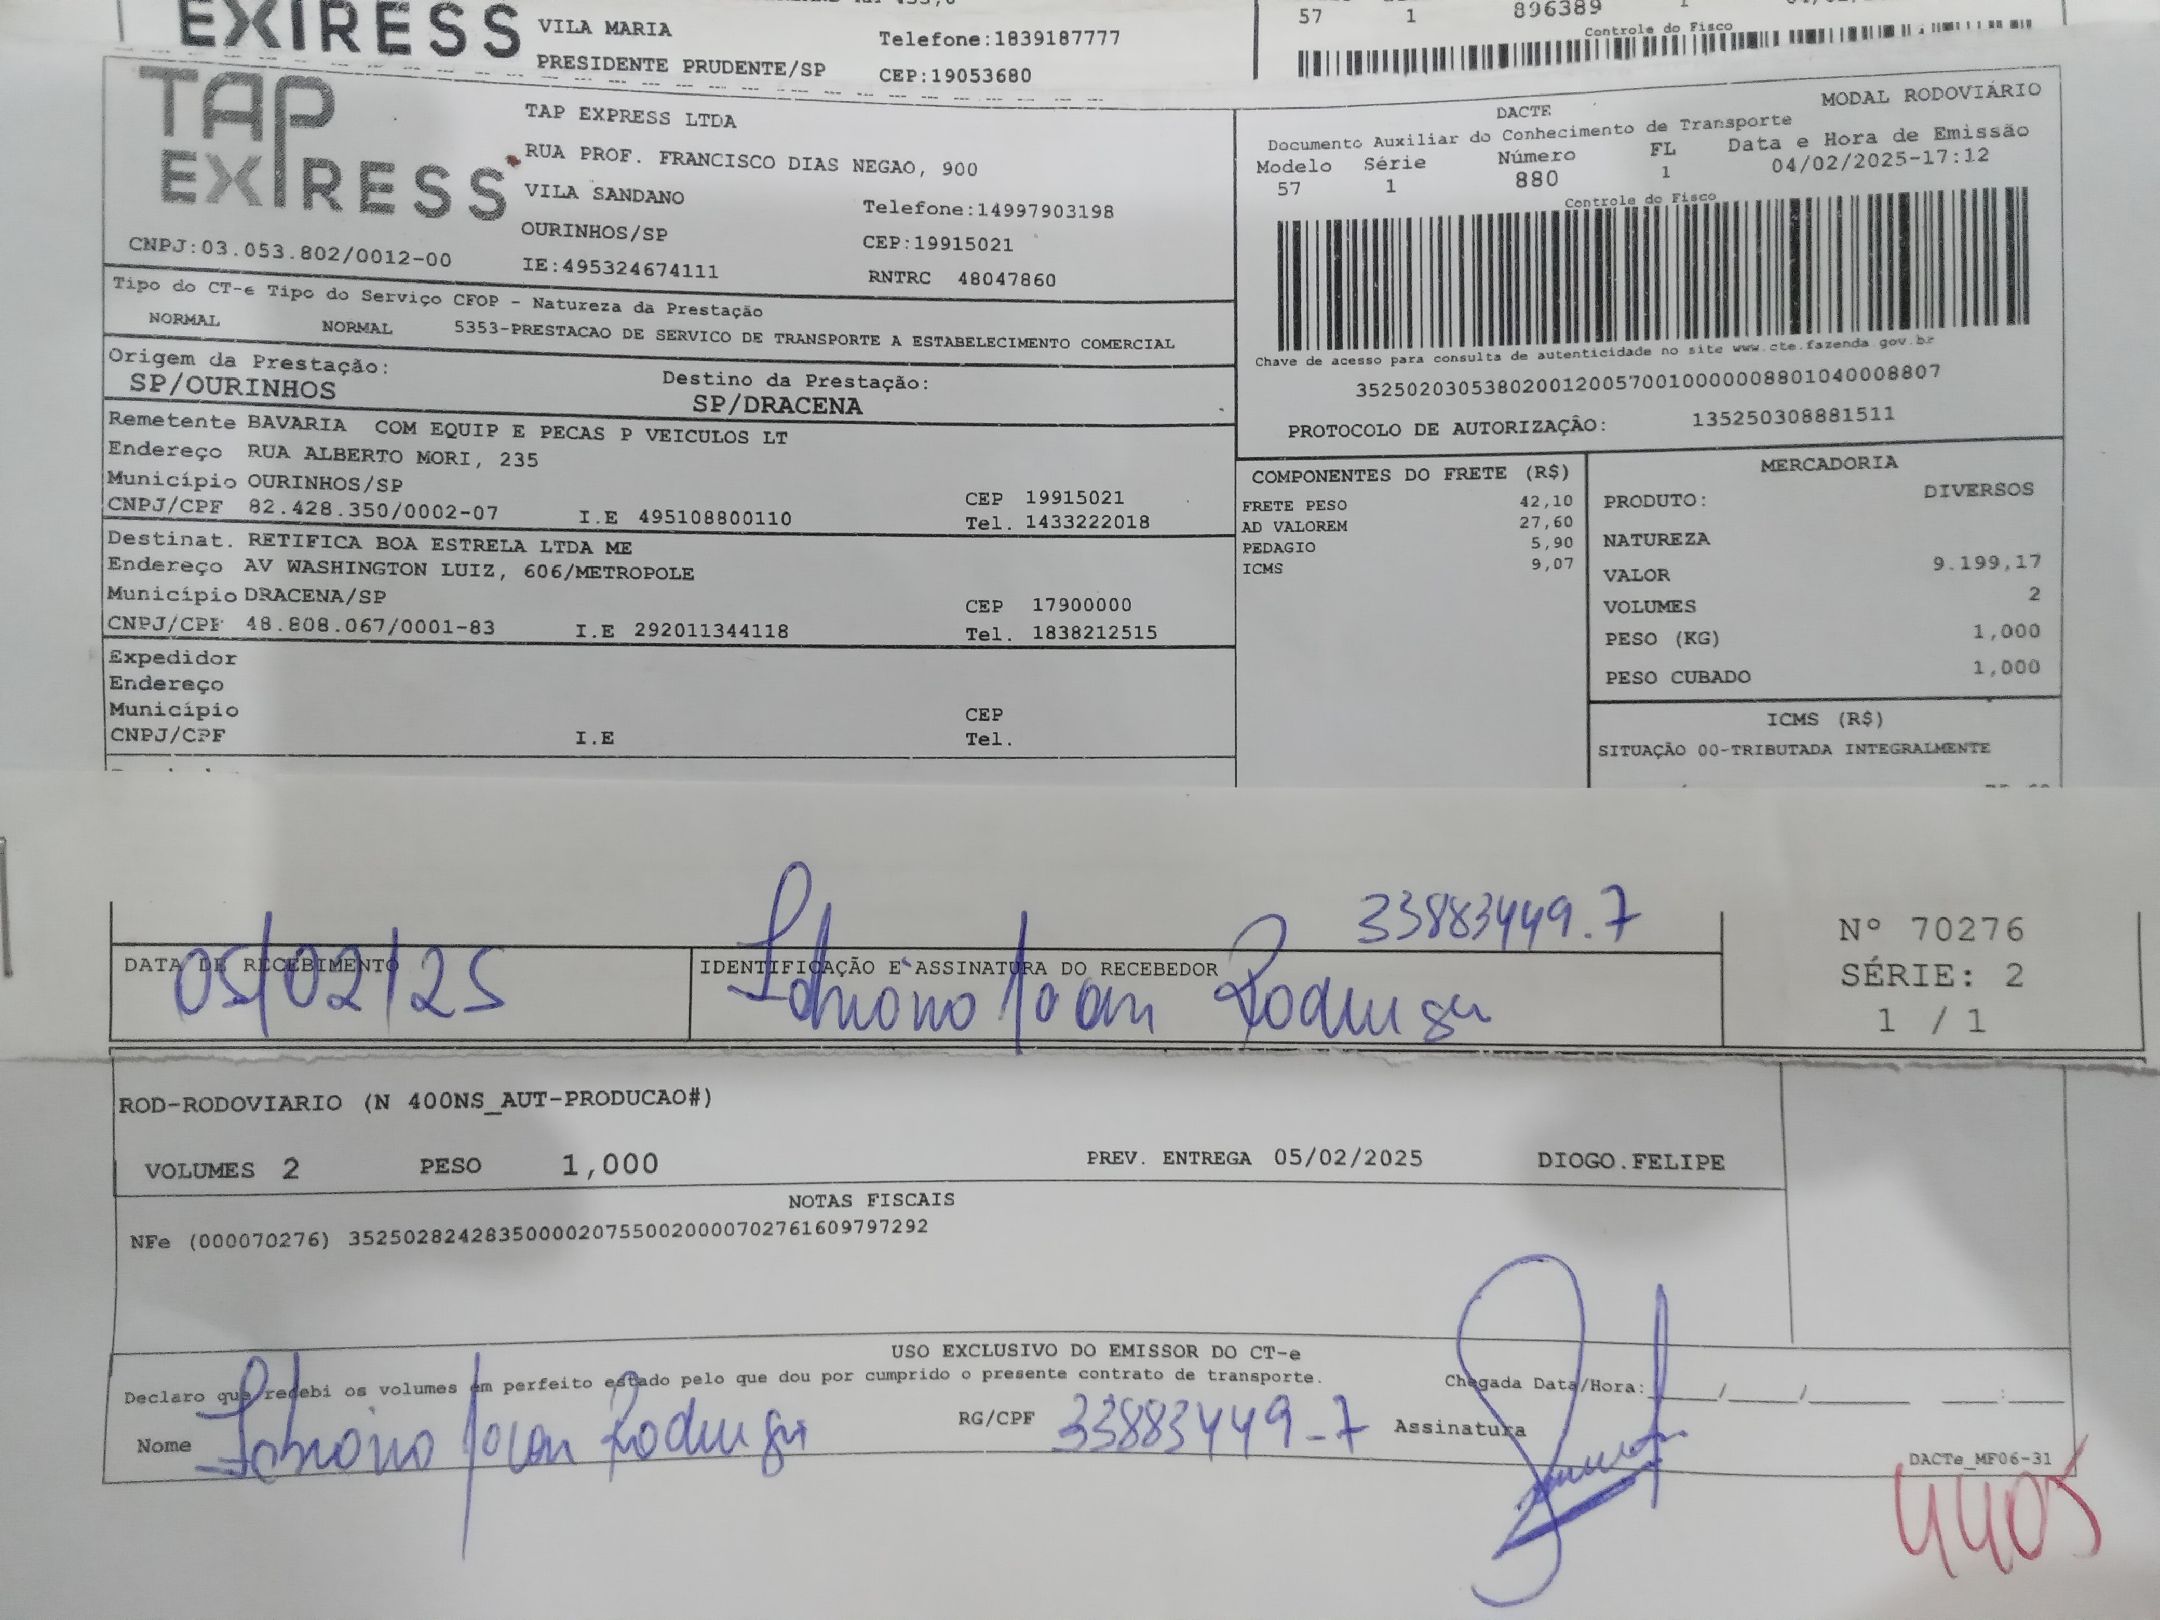 EXPRESS
VILA MARIA
Telefone:1839187777
PRESIDENTE PRUDENTE/SP
CEP:19053680
57 1 896389
Controle do Fisco
TAP EXPRESS
TAP EXPRESS LTDA
RUA PROF. FRANCISCO DIAS NEGAO, 900
VILA SANDANO
Telefone:14997903198
OURINHOS/SP
CEP:19915021
CNPJ:03.053.802/0012-00
IE:495324674111
RNTRC 48047860
DACTE
MODAL RODOVIÁRIO
Documento Auxiliar do Conhecimento de Transporte
Modelo Série Número FL Data e Hora de Emissão
57 1 880 1 04/02/2025-17:12
Controle do Fisco
Chave de acesso para consulta de autenticidade no site www.cte.fazenda.gov.br
35250203053802001200570010000008801040008807
PROTOCOLO DE AUTORIZAÇÃO: 135250308881511
Tipo do CT-e Tipo do Serviço CFOP - Natureza da Prestação
NORMAL NORMAL 5353-PRESTACAO DE SERVICO DE TRANSPORTE A ESTABELECIMENTO COMERCIAL
Origem da Prestação:
SP/OURINHOS
Destino da Prestação:
SP/DRACENA
Remetente BAVARIA COM EQUIP E PECAS P VEICULOS LT
Endereço RUA ALBERTO MORI, 235
Município OURINHOS/SP CEP 19915021
CNPJ/CPF 82.428.350/0002-07 I.E 495108800110 Tel. 1433222018
Destinat. RETIFICA BOA ESTRELA LTDA ME
Endereço AV WASHINGTON LUIZ, 606/METROPOLE
Município DRACENA/SP CEP 17900000
CNPJ/CPF 48.808.067/0001-83 I.E 292011344118 Tel. 1838212515
Expedidor
Endereço
Município CEP
CNPJ/CPF I.E Tel.
COMPONENTES DO FRETE (R$)
FRETE PESO 42,10
AD VALOREM 27,60
PEDAGIO 5,90
ICMS 9,07
MERCADORIA
PRODUTO: DIVERSOS
NATUREZA
VALOR 9.199,17
VOLUMES 2
PESO (KG) 1,000
PESO CUBADO 1,000
ICMS (R$)
SITUAÇÃO 00-TRIBUTADA INTEGRALMENTE
33883449.7
DATA DE RECEBIMENTO
05/02/25
IDENTIFICAÇÃO E ASSINATURA DO RECEBEDOR
Rodrigu
Nº 70276
SÉRIE: 2
1 / 1
ROD-RODOVIARIO (N 400NS_AUT-PRODUCAO#)
VOLUMES 2 PESO 1,000 PREV. ENTREGA 05/02/2025 DIOGO.FELIPE
NOTAS FISCAIS
NFe (000070276) 35250282428350000207550020000702761609797292
USO EXCLUSIVO DO EMISSOR DO CT-e
Declaro que recebi os volumes em perfeito estado pelo que dou por cumprido o presente contrato de transporte.
Chegada Data/Hora: ____/____/______ ____:____
Nome Rodrigu
RG/CPF 33883449-7
Assinatura
DACTe_MF06-31
4405